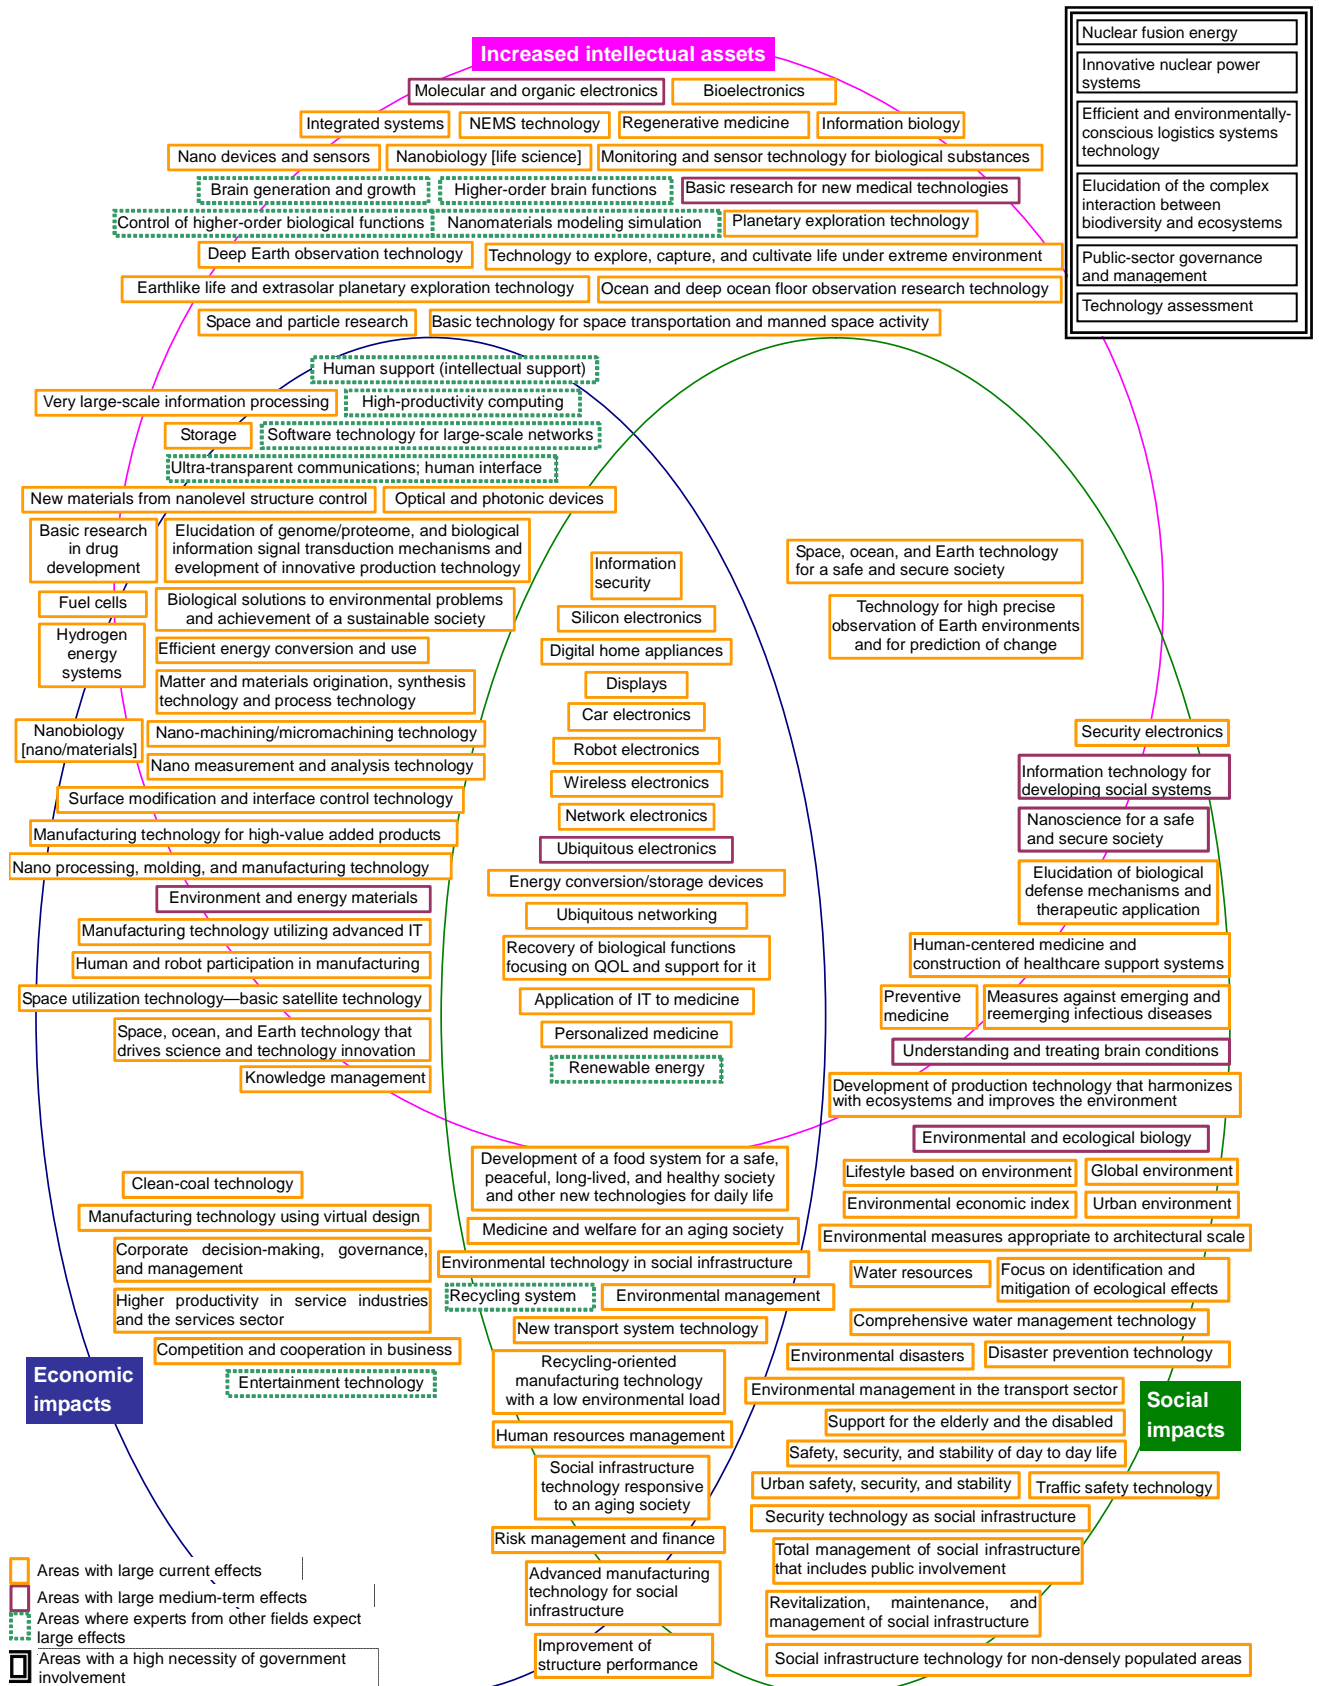 Increased intellectual assets
Nuclear fusion energy
Innovative nuclear power
systems
Efficient and environmentally-
conscious logistics systems
technology
Elucidation of the complex
interaction between
biodiversity and ecosystems
Public-sector governance
and management
Technology assessment
Molecular and organic electronics
Bioelectronics
Integrated systems
NEMS technology
Regenerative medicine
Information biology
Nano devices and sensors
Nanobiology [life science]
Monitoring and sensor technology for biological substances
Brain generation and growth
Higher-order brain functions
Basic research for new medical technologies
Control of higher-order biological functions
Nanomaterials modeling simulation
Planetary exploration technology
Deep Earth observation technology
Technology to explore, capture, and cultivate life under extreme environment
Earthlike life and extrasolar planetary exploration technology
Ocean and deep ocean floor observation research technology
Space and particle research
Basic technology for space transportation and manned space activity
Human support (intellectual support)
Very large-scale information processing
High-productivity computing
Storage
Software technology for large-scale networks
Ultra-transparent communications; human interface
New materials from nanolevel structure control
Optical and photonic devices
Basic research
in drug
development
Elucidation of genome/proteome, and biological
information signal transduction mechanisms and
evelopment of innovative production technology
Fuel cells
Biological solutions to environmental problems
and achievement of a sustainable society
Hydrogen
energy
systems
Efficient energy conversion and use
Matter and materials origination, synthesis
technology and process technology
Nanobiology
[nano/materials]
Nano-machining/micromachining technology
Nano measurement and analysis technology
Surface modification and interface control technology
Manufacturing technology for high-value added products
Nano processing, molding, and manufacturing technology
Environment and energy materials
Manufacturing technology utilizing advanced IT
Human and robot participation in manufacturing
Space utilization technology—basic satellite technology
Space, ocean, and Earth technology that
drives science and technology innovation
Knowledge management
Information
security
Silicon electronics
Digital home appliances
Displays
Car electronics
Robot electronics
Wireless electronics
Network electronics
Ubiquitous electronics
Energy conversion/storage devices
Ubiquitous networking
Recovery of biological functions
focusing on QOL and support for it
Application of IT to medicine
Personalized medicine
Renewable energy
Space, ocean, and Earth technology
for a safe and secure society
Technology for high precise
observation of Earth environments
and for prediction of change
Security electronics
Information technology for
developing social systems
Nanoscience for a safe
and secure society
Elucidation of biological
defense mechanisms and
therapeutic application
Human-centered medicine and
construction of healthcare support systems
Preventive
medicine
Measures against emerging and
reemerging infectious diseases
Understanding and treating brain conditions
Development of production technology that harmonizes
with ecosystems and improves the environment
Environmental and ecological biology
Lifestyle based on environment
Global environment
Environmental economic index
Urban environment
Environmental measures appropriate to architectural scale
Water resources
Focus on identification and
mitigation of ecological effects
Comprehensive water management technology
Environmental disasters
Disaster prevention technology
Environmental management in the transport sector
Support for the elderly and the disabled
Safety, security, and stability of day to day life
Urban safety, security, and stability
Traffic safety technology
Security technology as social infrastructure
Total management of social infrastructure
that includes public involvement
Revitalization, maintenance, and
management of social infrastructure
Social infrastructure technology for non-densely populated areas
Social
impacts
Development of a food system for a safe,
peaceful, long-lived, and healthy society
and other new technologies for daily life
Medicine and welfare for an aging society
Environmental technology in social infrastructure
Recycling system
Environmental management
New transport system technology
Recycling-oriented
manufacturing technology
with a low environmental load
Human resources management
Social infrastructure
technology responsive
to an aging society
Risk management and finance
Advanced manufacturing
technology for social
infrastructure
Improvement of
structure performance
Clean-coal technology
Manufacturing technology using virtual design
Corporate decision-making, governance,
and management
Higher productivity in service industries
and the services sector
Competition and cooperation in business
Entertainment technology
Economic
impacts
Areas with large current effects
Areas with large medium-term effects
Areas where experts from other fields expect
large effects
Areas with a high necessity of government
involvement